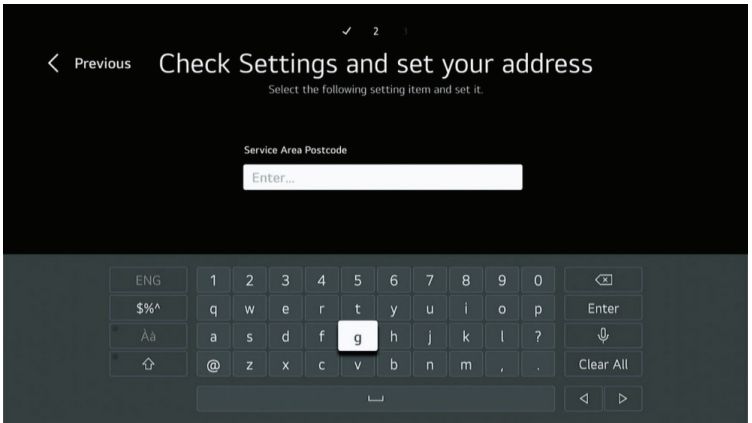 ✓ 2 3
Previous
Check Settings and set your address
Select the following setting item and set it.
Service Area Postcode
Enter...
ENG 1 2 3 4 5 6 7 8 9 0
$%^ q w e r t y u i o p Enter
Àà a s d f g h j k l ?
@ z x c v b n m , . Clear All